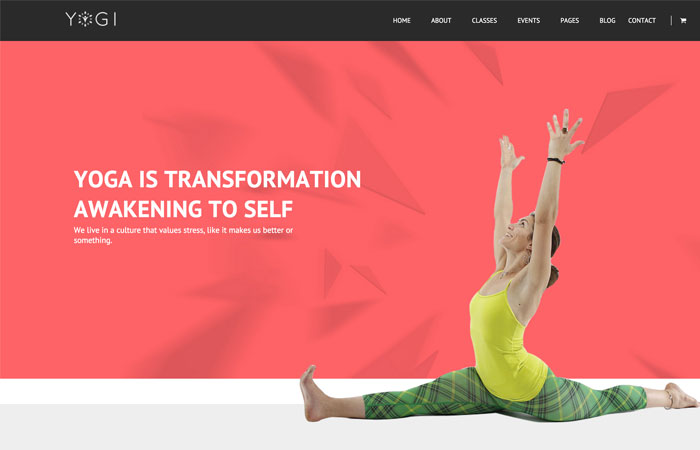 YOGI
HOME ABOUT CLASSES EVENTS PAGES BLOG CONTACT
YOGA IS TRANSFORMATION
AWAKENING TO SELF
We live in a culture that values stress, like it makes us better or
something.